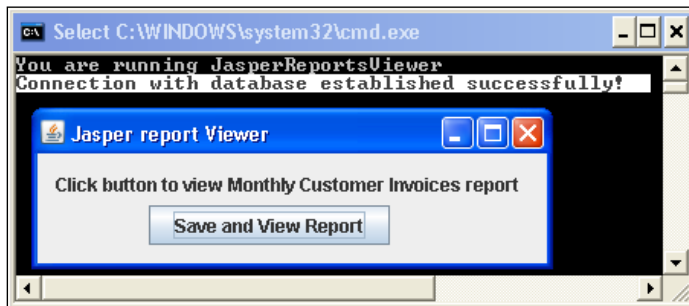 Select C:\WINDOWS\system32\cmd.exe
You are running JasperReportsViewer
Connection with database established successfully!
Jasper report Viewer
Click button to view Monthly Customer Invoices report
Save and View Report